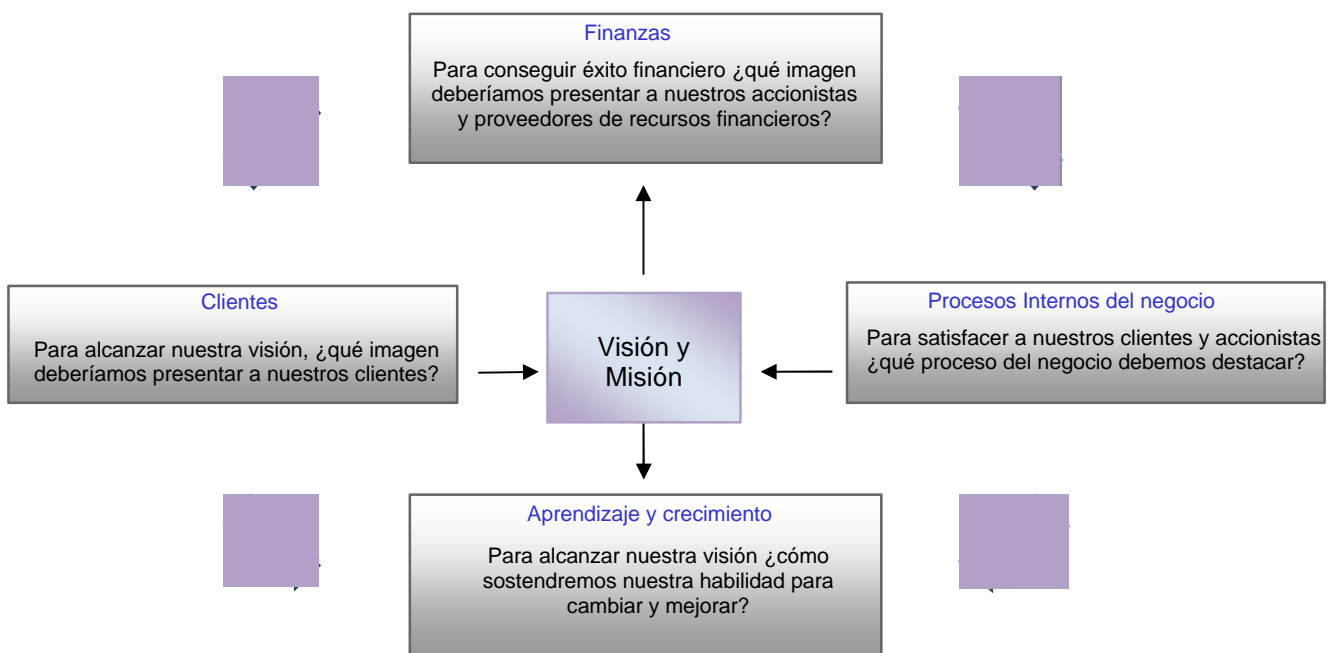 Finanzas
Para conseguir éxito financiero ¿qué imagen
deberíamos presentar a nuestros accionistas
y proveedores de recursos financieros?
Clientes
Para alcanzar nuestra visión, ¿qué imagen
deberíamos presentar a nuestros clientes?
Visión y
Misión
Procesos Internos del negocio
Para satisfacer a nuestros clientes y accionistas
¿qué proceso del negocio debemos destacar?
Aprendizaje y crecimiento
Para alcanzar nuestra visión ¿cómo
sostendremos nuestra habilidad para
cambiar y mejorar?